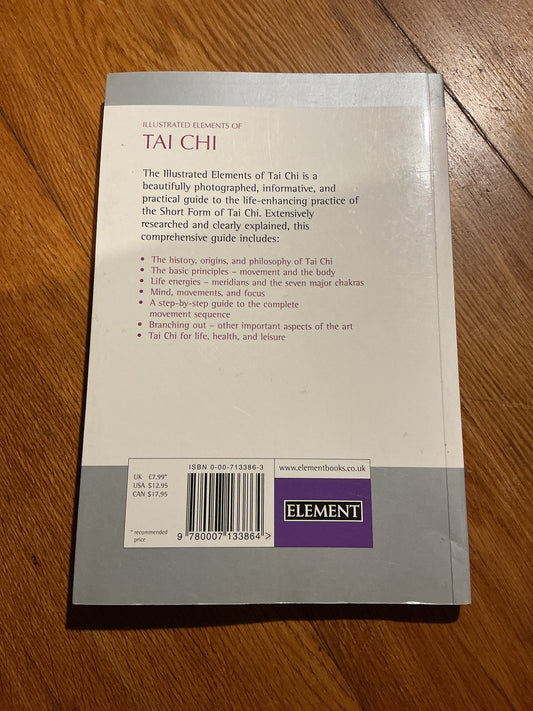 ILLUSTRATED ELEMENTS OF
TAI CHI
The Illustrated Elements of Tai Chi is a
beautifully photographed, informative, and
practical guide to the life-enhancing practice of
the Short Form of Tai Chi. Extensively
researched and clearly explained, this
comprehensive guide includes:
• The history, origins, and philosophy of Tai Chi
• The basic principles – movement and the body
• Life energies – meridians and the seven major chakras
• Mind, movements, and focus
• A step-by-step guide to the complete
movement sequence
• Branching out – other important aspects of the art
• Tai Chi for life, health, and leisure
UK £7.99*
USA $12.95
CAN $17.95
* recommended
price
ISBN 0-00-713386-3
9 780007 133864 >
www.elementbooks.co.uk
ELEMENT